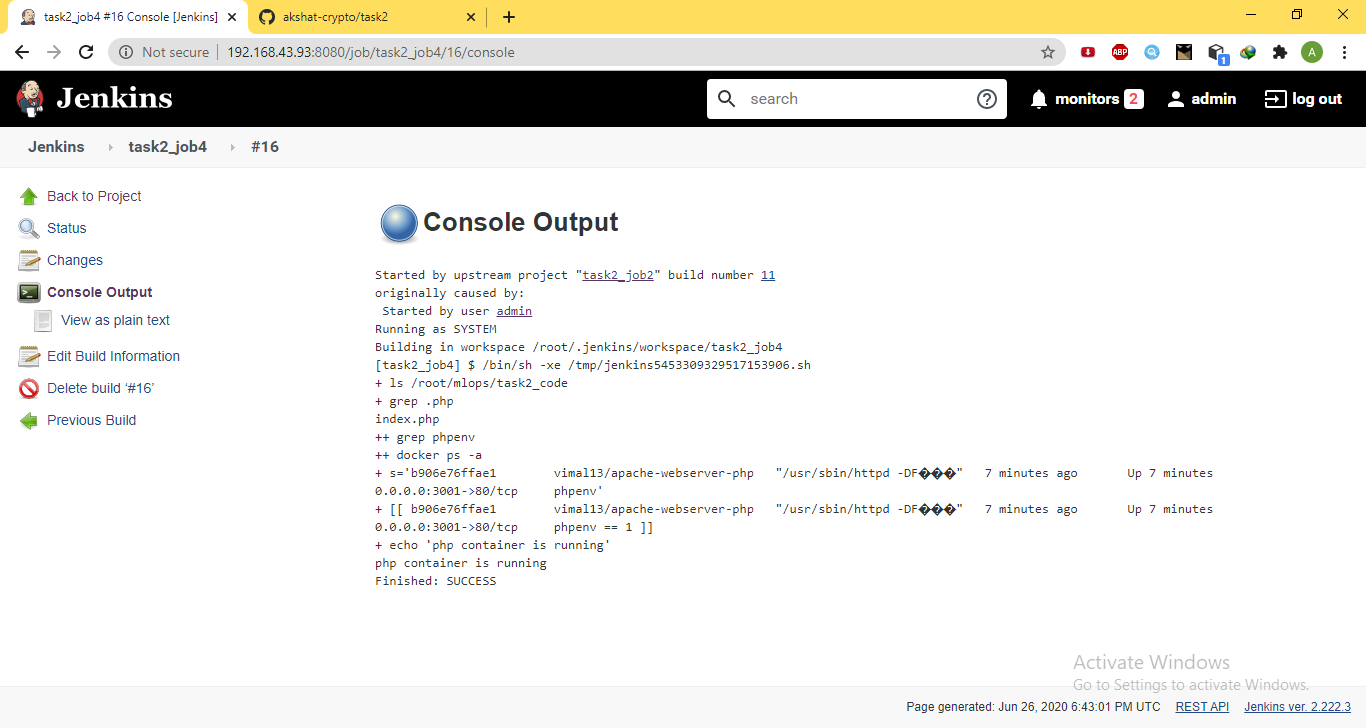 task2_job4 #16 Console [Jenkins]
akshat-crypto/task2
Not secure
192.168.43.93:8080/job/task2_job4/16/console
ABP
1
A
Jenkins
search
monitors 2
admin
log out
Jenkins
task2_job4
#16
Back to Project
Status
Changes
Console Output
View as plain text
Edit Build Information
Delete build ‘#16’
Previous Build
Console Output
Started by upstream project "task2_job2" build number 11
originally caused by:
Started by user admin
Running as SYSTEM
Building in workspace /root/.jenkins/workspace/task2_job4
[task2_job4] $ /bin/sh -xe /tmp/jenkins5453309329517153906.sh
+ ls /root/mlops/task2_code
+ grep .php
index.php
++ grep phpenv
++ docker ps -a
+ s='b906e76ffae1 vimal13/apache-webserver-php "/usr/sbin/httpd -DF���" 7 minutes ago Up 7 minutes
0.0.0.0:3001->80/tcp phpenv'
+ [[ b906e76ffae1 vimal13/apache-webserver-php "/usr/sbin/httpd -DF���" 7 minutes ago Up 7 minutes
0.0.0.0:3001->80/tcp phpenv == 1 ]]
+ echo 'php container is running'
php container is running
Finished: SUCCESS
Activate Windows
Go to Settings to activate Windows.
Page generated: Jun 26, 2020 6:43:01 PM UTC
REST API
Jenkins ver. 2.222.3